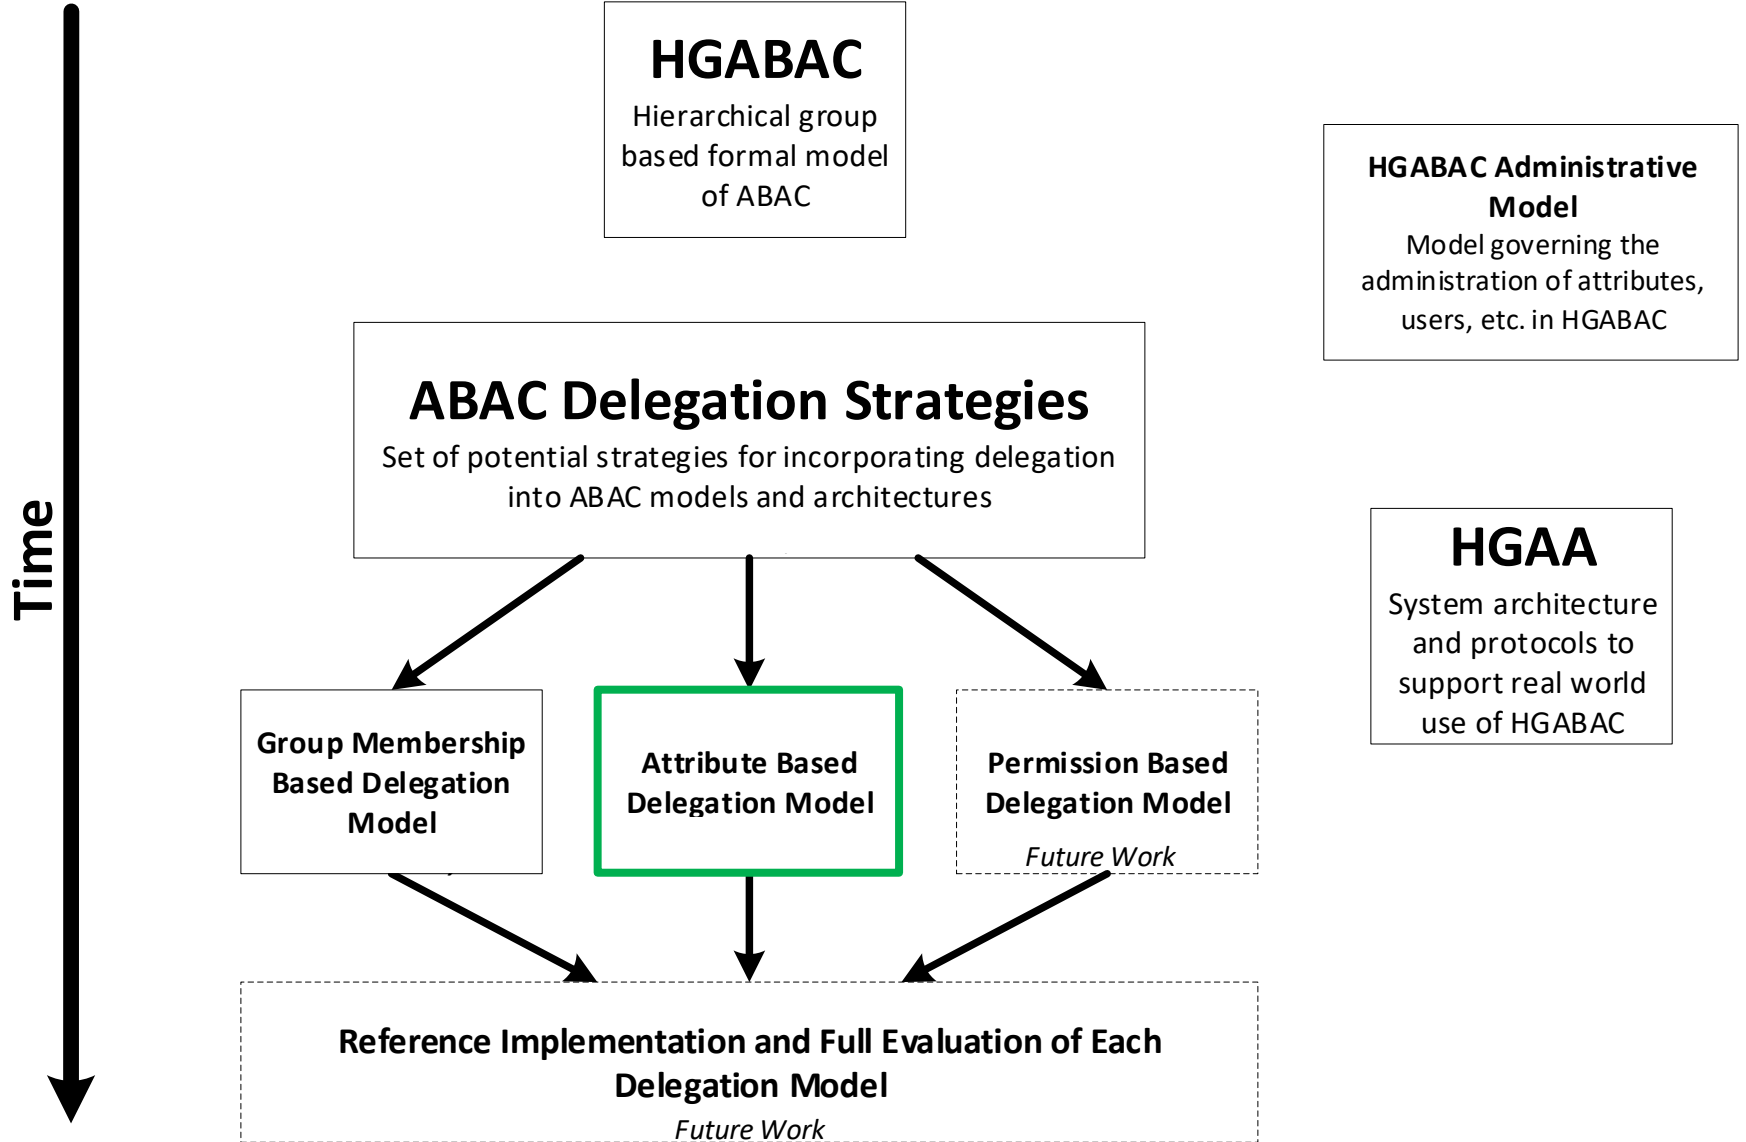 HGABAC
Hierarchical group
based formal model
of ABAC
HGABAC Administrative
Model
Model governing the
administration of attributes,
users, etc. in HGABAC
ABAC Delegation Strategies
Set of potential strategies for incorporating delegation
into ABAC models and architectures
Time
HGAA
System architecture
and protocols to
support real world
use of HGABAC
Group Membership
Based Delegation
Model
Attribute Based
Delegation Model
Permission Based
Delegation Model
Future Work
Reference Implementation and Full Evaluation of Each
Delegation Model
Future Work